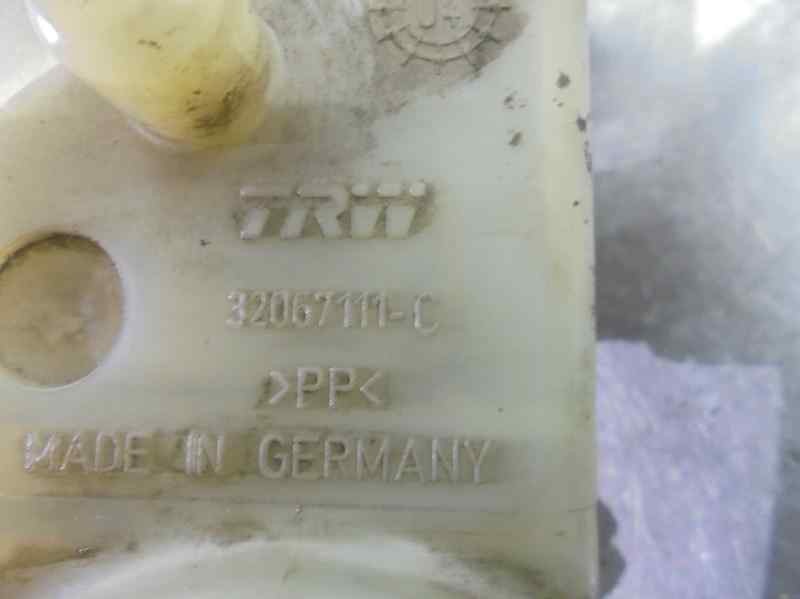 TRW
32067111-C
>PP<
MADE IN GERMANY